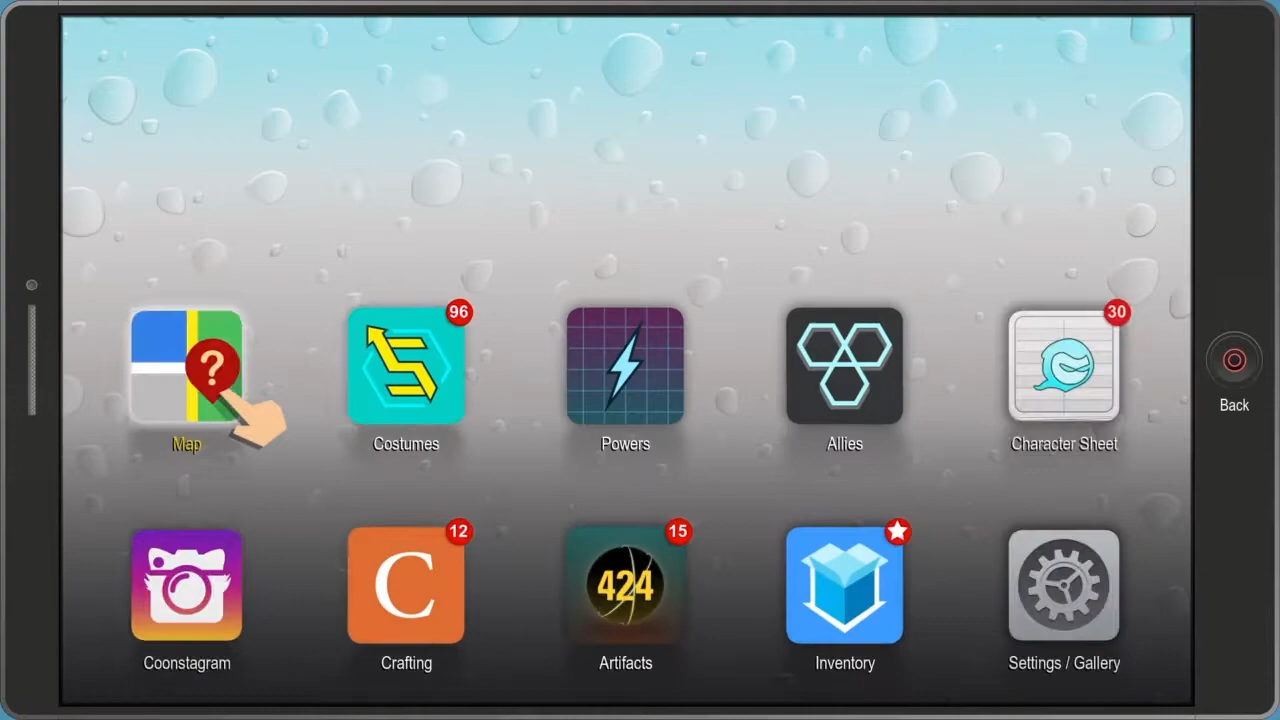 96
30
?
Map
Costumes
Powers
Allies
Character Sheet
Back
12
15
C
424
Coonstagram
Crafting
Artifacts
Inventory
Settings / Gallery